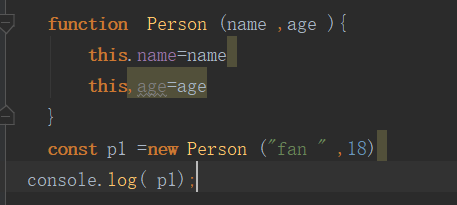 function Person (name ,age ){
this.name=name
this,age=age
}
const p1 =new Person ("fan " ,18)
console.log( p1);